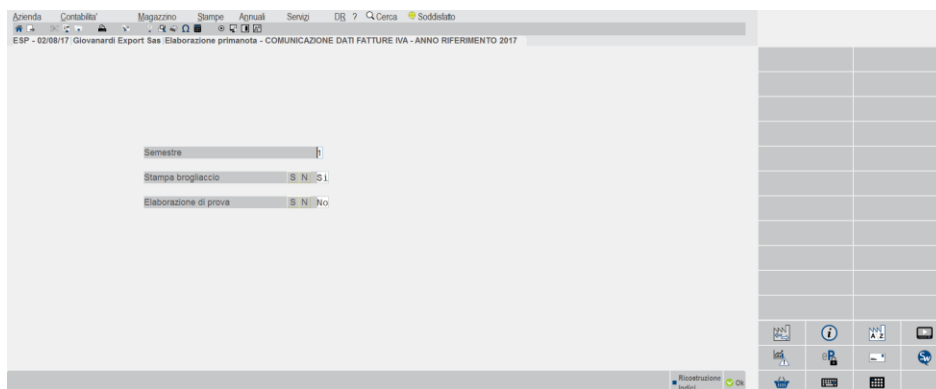 Azienda Contabilita' Magazzino Stampe Annuali Servizi DR ? Cerca Soddisfatto
ESP - 02/08/17 Giovanardi Export Sas Elaborazione primanota - COMUNICAZIONE DATI FATTURE IVA - ANNO RIFERIMENTO 2017
Semestre 1
Stampa brogliaccio S N Si
Elaborazione di prova S N No
A Z
Ricostruzione
indici
Ok